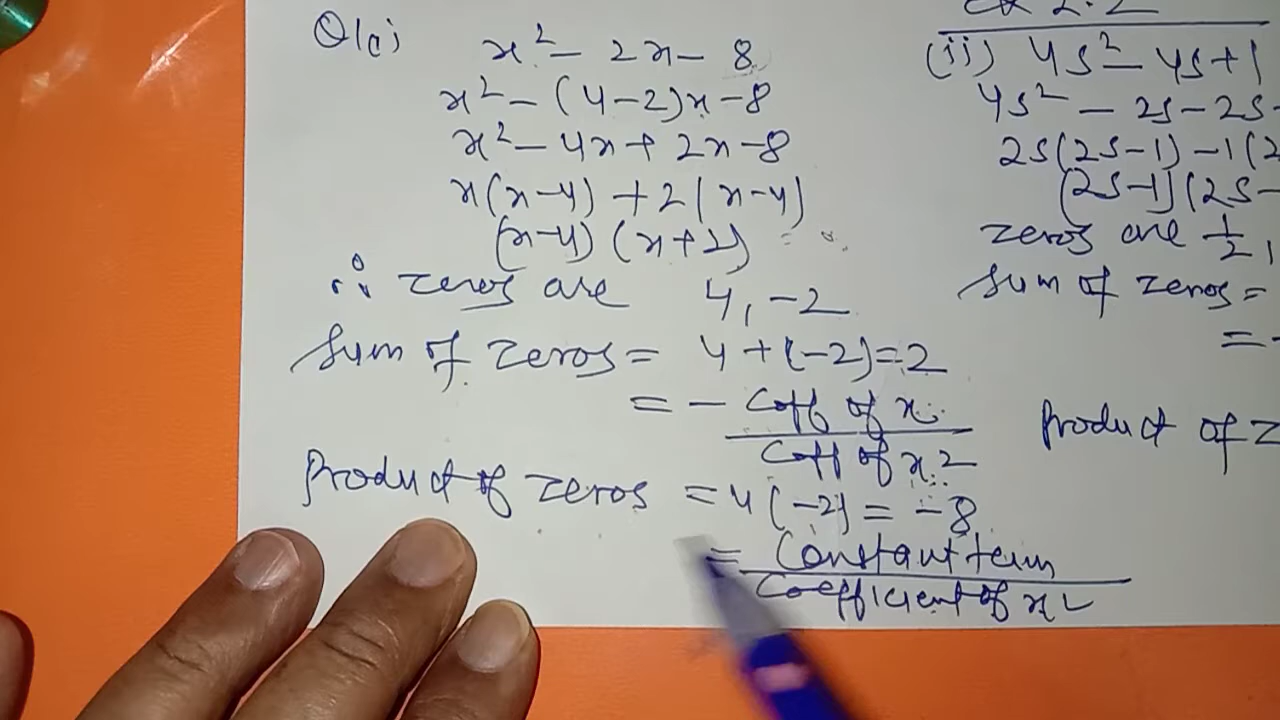 Q1(i)
x² - 2x - 8
x² - (4-2)x - 8
x² - 4x + 2x - 8
x(x-4) + 2(x-4)
(x-4) (x+2)
∴ zeros are 4, -2
Sum of zeros = 4 + (-2) = 2
= - Coff of x / Coff of x²
Product of zeros = 4(-2) = -8
= Constant term / Coefficient of x²
Ex 2.2
(ii) 4s² - 4s + 1
4s² - 2s - 2s
2s(2s-1) -1(2
(2s-1)(2s-
zeros are 1/2,
Sum of zeros =
= -
Product of z